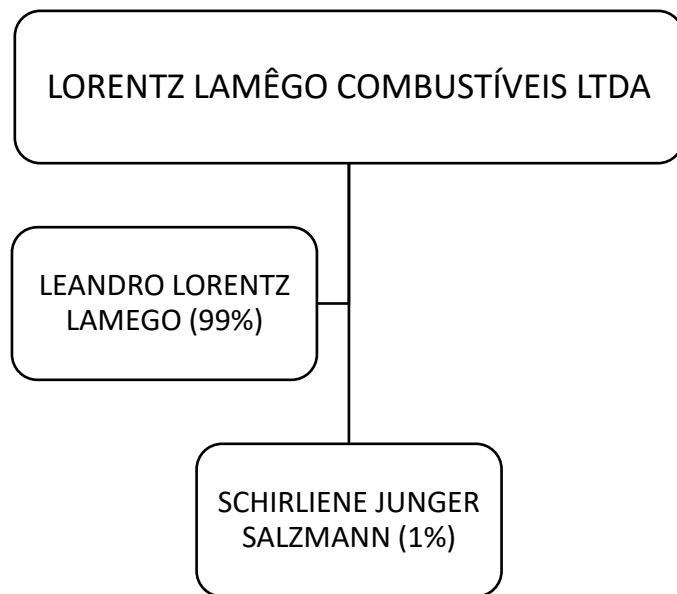 LORENTZ LAMÊGO COMBUSTÍVEIS LTDA
LEANDRO LORENTZ
LAMEGO (99%)
SCHIRLIENE JUNGER
SALZMANN (1%)